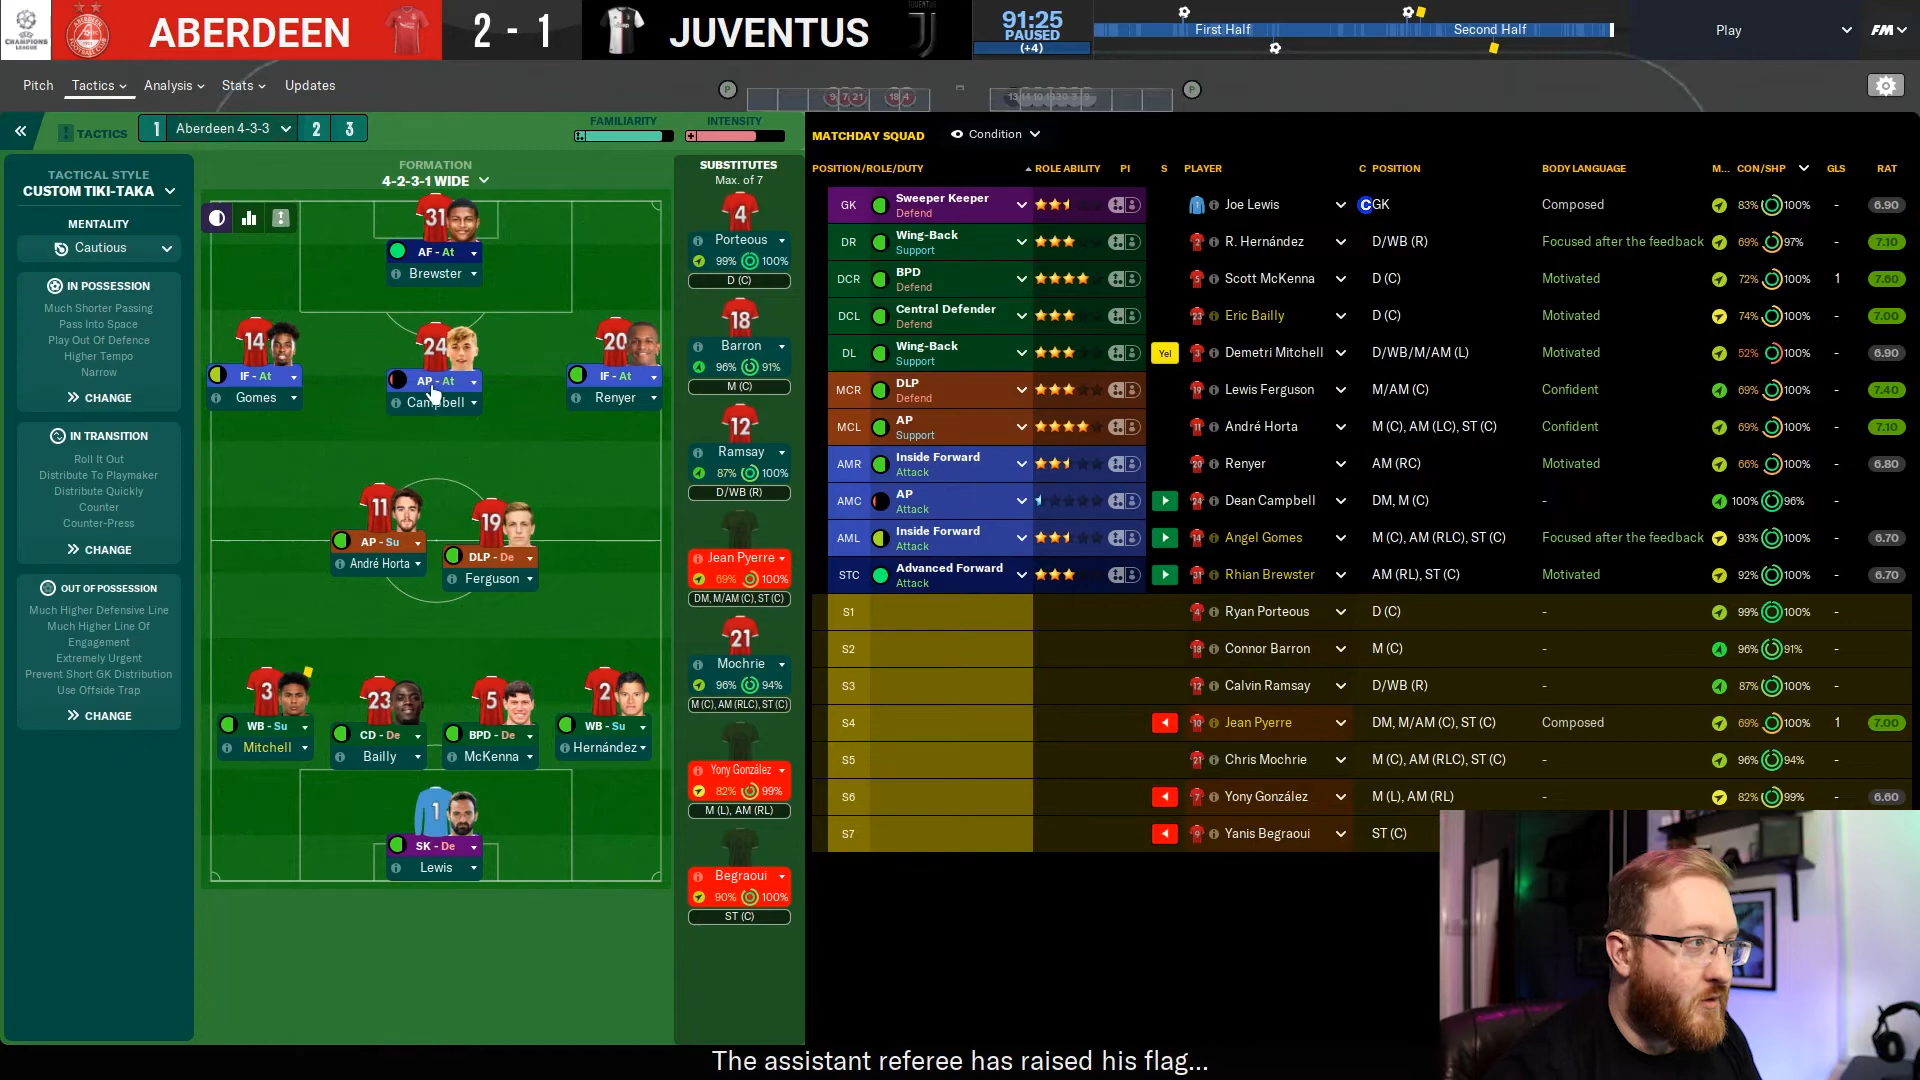 CHAMPIONS LEAGUE
ABERDEEN
2 - 1
JUVENTUS
91:25
PAUSED
(+4)
First Half
Second Half
Play
FM
Pitch
Tactics
Analysis
Stats
Updates
P
P
TACTICS
1
Aberdeen 4-3-3
2
3
FAMILIARITY
INTENSITY
TACTICAL STYLE
CUSTOM TIKI-TAKA
MENTALITY
Cautious
IN POSSESSION
Much Shorter Passing
Pass Into Space
Play Out Of Defence
Higher Tempo
Narrow
CHANGE
IN TRANSITION
Roll It Out
Distribute To Playmaker
Distribute Quickly
Counter
Counter-Press
CHANGE
OUT OF POSSESSION
Much Higher Defensive Line
Much Higher Line Of
Engagement
Extremely Urgent
Prevent Short GK Distribution
Use Offside Trap
CHANGE
FORMATION
4-2-3-1 WIDE
31
AF - At
Brewster
14
IF - At
Gomes
24
AP - At
Campbell
20
IF - At
Renyer
11
AP - Su
André Horta
19
DLP - De
Ferguson
3
WB - Su
Mitchell
23
CD - De
Bailly
5
BPD - De
McKenna
2
WB - Su
Hernández
1
SK - De
Lewis
SUBSTITUTES
Max. of 7
4
Porteous
99% 100%
D (C)
18
Barron
96% 91%
M (C)
12
Ramsay
87% 100%
D/WB (R)
Jean Pyerre
69% 100%
DM, M/AM (C), ST (C)
21
Mochrie
96% 94%
M (C), AM (RLC), ST (C)
Yony González
82% 99%
M (L), AM (RL)
Begraoui
90% 100%
ST (C)
MATCHDAY SQUAD
Condition
POSITION/ROLE/DUTY ROLE ABILITY PI S PLAYER C POSITION BODY LANGUAGE M... CON/SHP GLS RAT
GK Sweeper Keeper Defend Joe Lewis C GK Composed 83% 100% - 6.90
DR Wing-Back Support R. Hernández D/WB (R) Focused after the feedback 69% 97% - 7.10
DCR BPD Defend Scott McKenna D (C) Motivated 72% 100% 1 7.60
DCL Central Defender Defend Eric Bailly D (C) Motivated 74% 100% - 7.00
DL Wing-Back Support Yel Demetri Mitchell D/WB/M/AM (L) Motivated 52% 100% - 6.90
MCR DLP Defend Lewis Ferguson M/AM (C) Confident 69% 100% - 7.40
MCL AP Support André Horta M (C), AM (LC), ST (C) Confident 69% 100% - 7.10
AMR Inside Forward Attack Renyer AM (RC) Motivated 66% 100% - 6.80
AMC AP Attack Dean Campbell DM, M (C) - 100% 96% -
AML Inside Forward Attack Angel Gomes M (C), AM (RLC), ST (C) Focused after the feedback 93% 100% - 6.70
STC Advanced Forward Attack Rhian Brewster AM (RL), ST (C) Motivated 92% 100% - 6.70
S1 Ryan Porteous D (C) - 99% 100% -
S2 Connor Barron M (C) - 96% 91% -
S3 Calvin Ramsay D/WB (R) - 87% 100% -
S4 Jean Pyerre DM, M/AM (C), ST (C) Composed 69% 100% 1 7.00
S5 Chris Mochrie M (C), AM (RLC), ST (C) - 96% 94% -
S6 Yony González M (L), AM (RL) - 82% 99% - 6.60
S7 Yanis Begraoui ST (C)
The assistant referee has raised his flag...